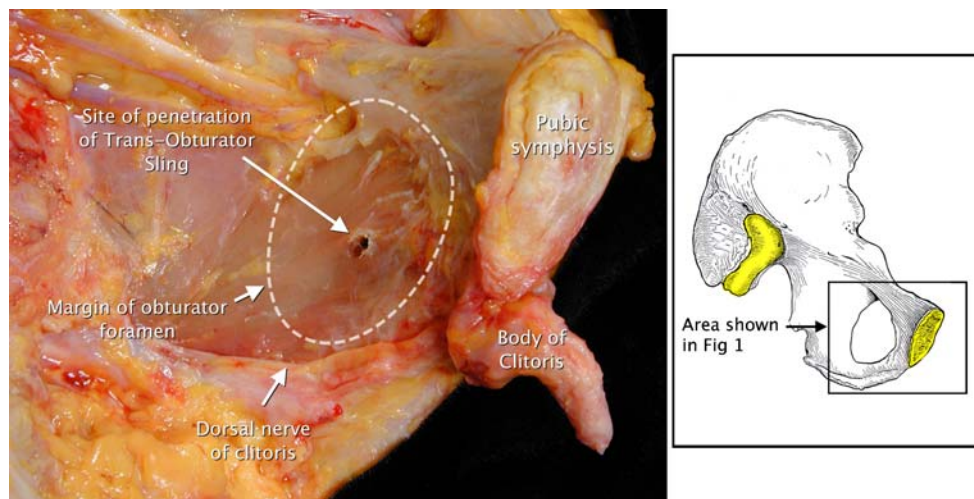 Site of penetration
of Trans-Obturator
Sling
Pubic
symphysis
Margin of obturator
foramen
Body of
Clitoris
Dorsal nerve
of clitoris
Area shown
in Fig 1